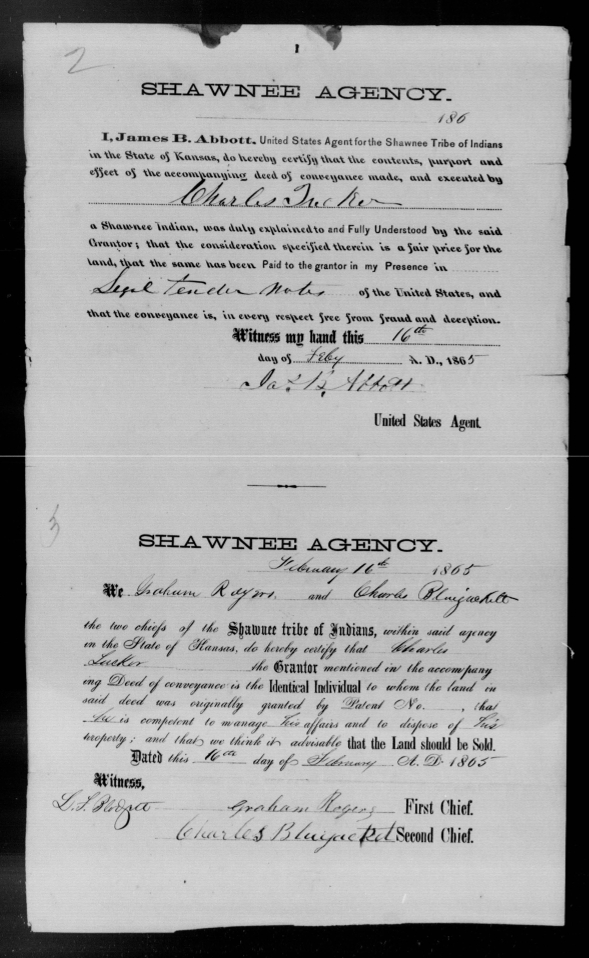 2
SHAWNEE AGENCY.
186
I, James B. Abbott, United States Agent for the Shawnee Tribe of Indians
in the State of Kansas, do hereby certify that the contents, purport and
effect of the accompanying deed of conveyance made, and executed by
Charles Tucker
a Shawnee Indian, was duly explained to and Fully Understood by the said
Grantor; that the consideration specified therein is a fair price for the
land, that the same has been Paid to the grantor in my Presence in
Legal tender notes of the United States, and
that the conveyance is, in every respect free from fraud and deception.
Witness my hand this 16th
day of Feby A. D., 1865
Jas. B. Abbott
United States Agent.
3
SHAWNEE AGENCY.
February 16th 1865
We Graham Rogers. and Charles Bluejackett
the two chiefs of the Shawnee tribe of Indians, within said agency
in the State of Kansas, do hereby certify that Charles
Tucker the Grantor mentioned in the accompany
ing Deed of conveyance is the Identical Individual to whom the land in
said deed was originally granted by Patent No. , that
he is competent to manage his affairs and to dispose of his
property; and that we think it advisable that the Land should be Sold.
Dated this 16th day of February A. D. 1865
Witness,
Graham Rogers First Chief.
Charles Bluejacket Second Chief.